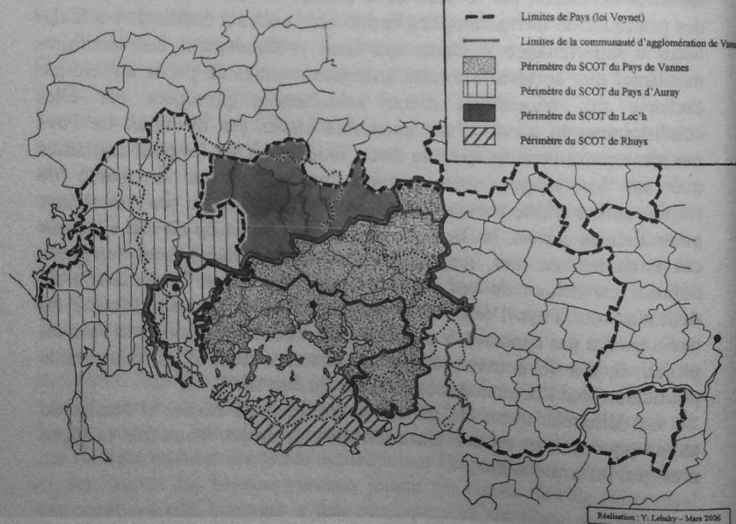 Limites de Pays (loi Voynet)
Limites de la communauté d'agglomération de Van
Périmètre du SCOT du Pays de Vannes
Périmètre du SCOT du Pays d'Auray
Périmètre du SCOT du Loc'h
Périmètre du SCOT de Rhuys
Réalisation : Y. Lebahy – Mars 2006